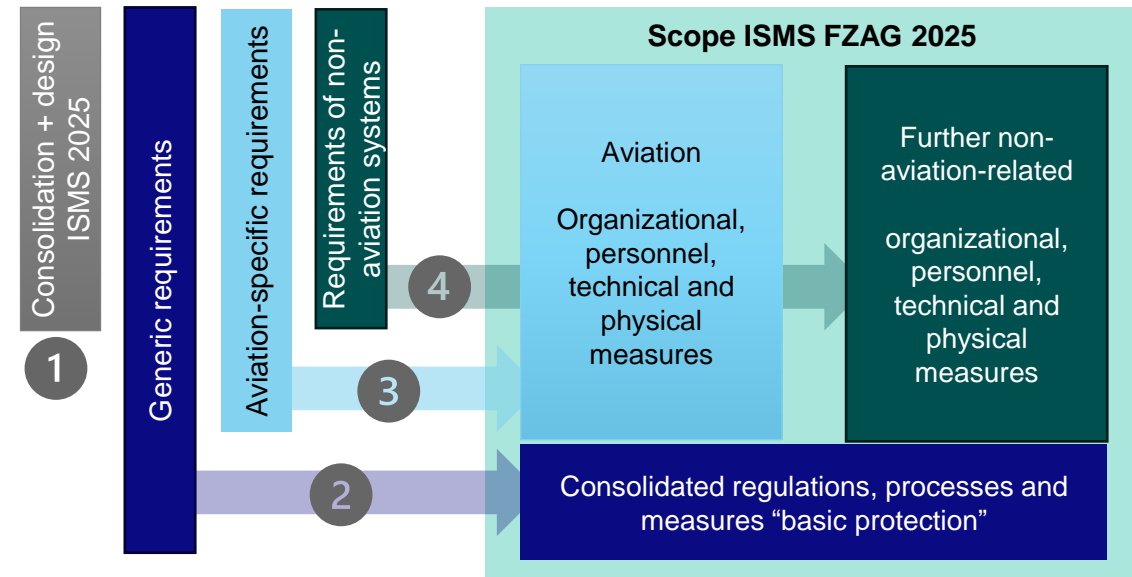 Consolidation + design
ISMS 2025
1
Generic requirements
Aviation-specific requirements
Requirements of non-
aviation systems
Scope ISMS FZAG 2025
Aviation
Organizational,
personnel,
technical and
physical
measures
Further non-
aviation-related
organizational,
personnel,
technical and
physical
measures
4
3
2
Consolidated regulations, processes and
measures “basic protection”